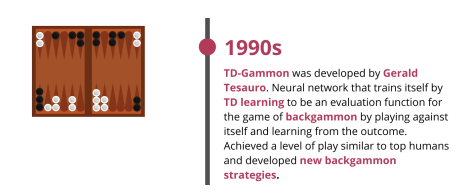 1990s
TD-Gammon was developed by Gerald
Tesauro. Neural network that trains itself by
TD learning to be an evaluation function for
the game of backgammon by playing against
itself and learning from the outcome.
Achieved a level of play similar to top humans
and developed new backgammon
strategies.